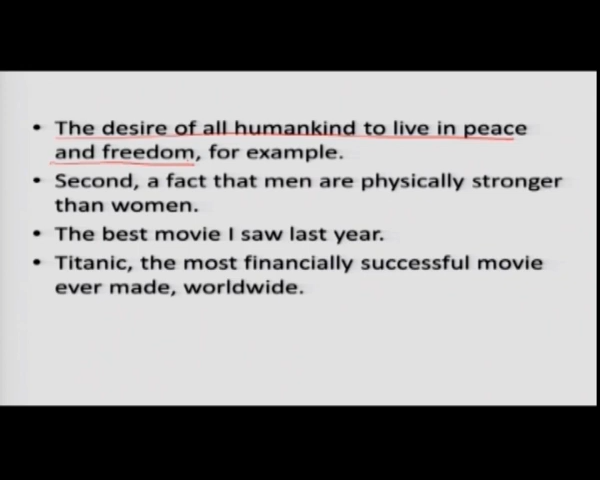 • The desire of all humankind to live in peace
and freedom, for example.
• Second, a fact that men are physically stronger
than women.
• The best movie I saw last year.
• Titanic, the most financially successful movie
ever made, worldwide.